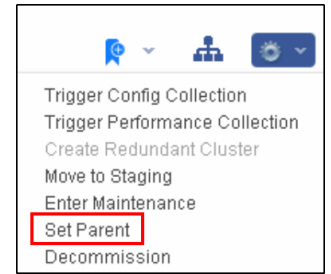 Trigger Config Collection
Trigger Performance Collection
Create Redundant Cluster
Move to Staging
Enter Maintenance
Set Parent
Decommission